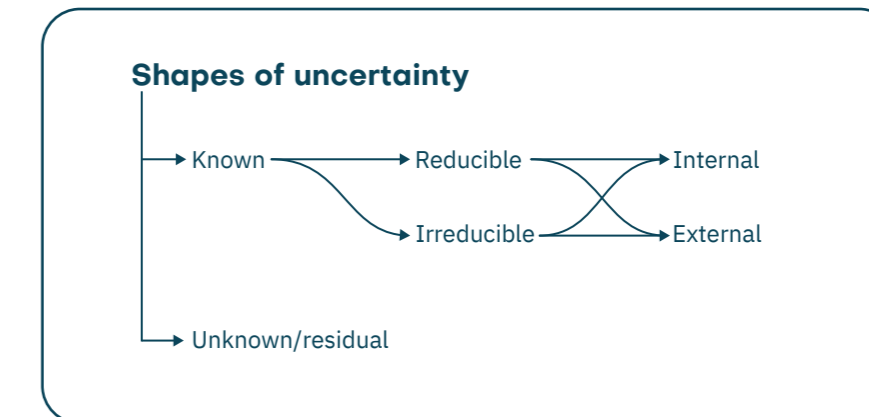 Shapes of uncertainty
Known
Reducible
Internal
Irreducible
External
Unknown/residual